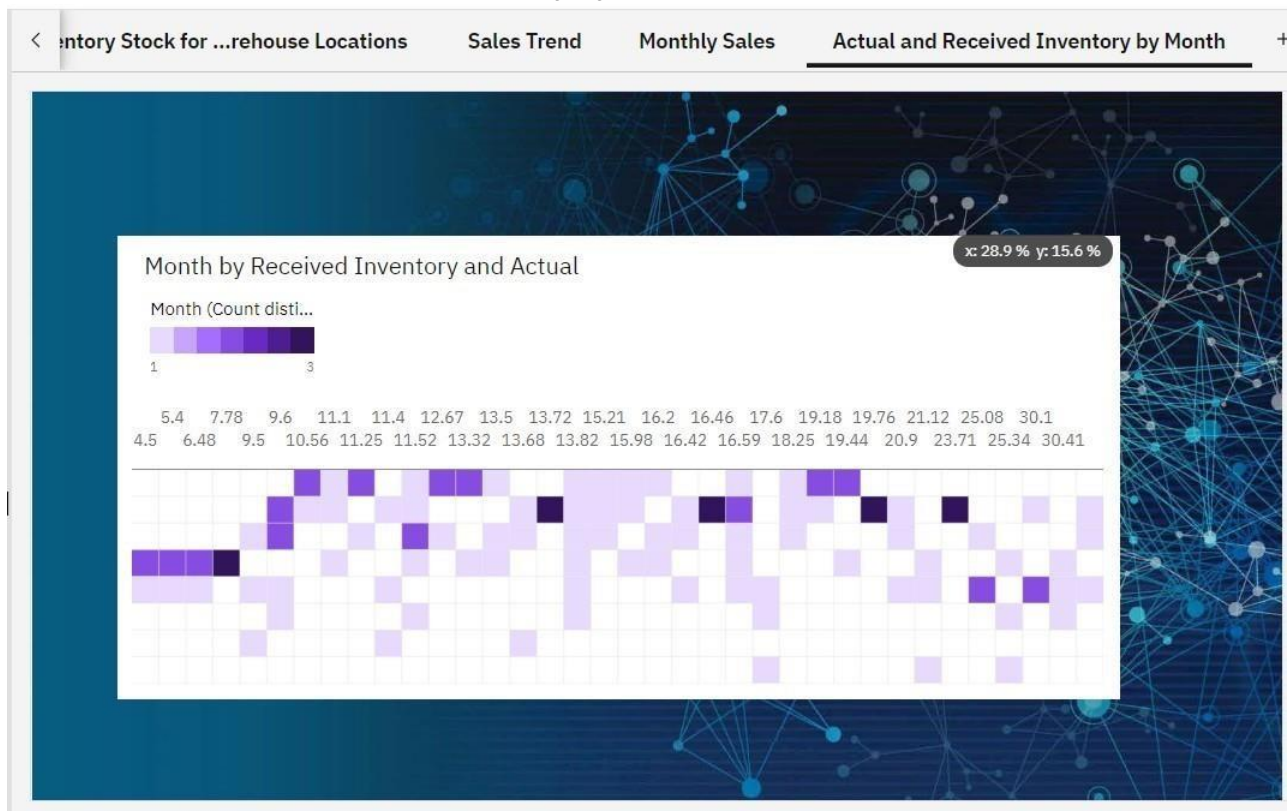 entory Stock for ...rehouse Locations Sales Trend Monthly Sales Actual and Received Inventory by Month +
x: 28.9 % y: 15.6 %
Month by Received Inventory and Actual
Month (Count disti...
1 3
5.4 7.78 9.6 11.1 11.4 12.67 13.5 13.72 15.21 16.2 16.46 17.6 19.18 19.76 21.12 25.08 30.1
4.5 6.48 9.5 10.56 11.25 11.52 13.32 13.68 13.82 15.98 16.42 16.59 18.25 19.44 20.9 23.71 25.34 30.41